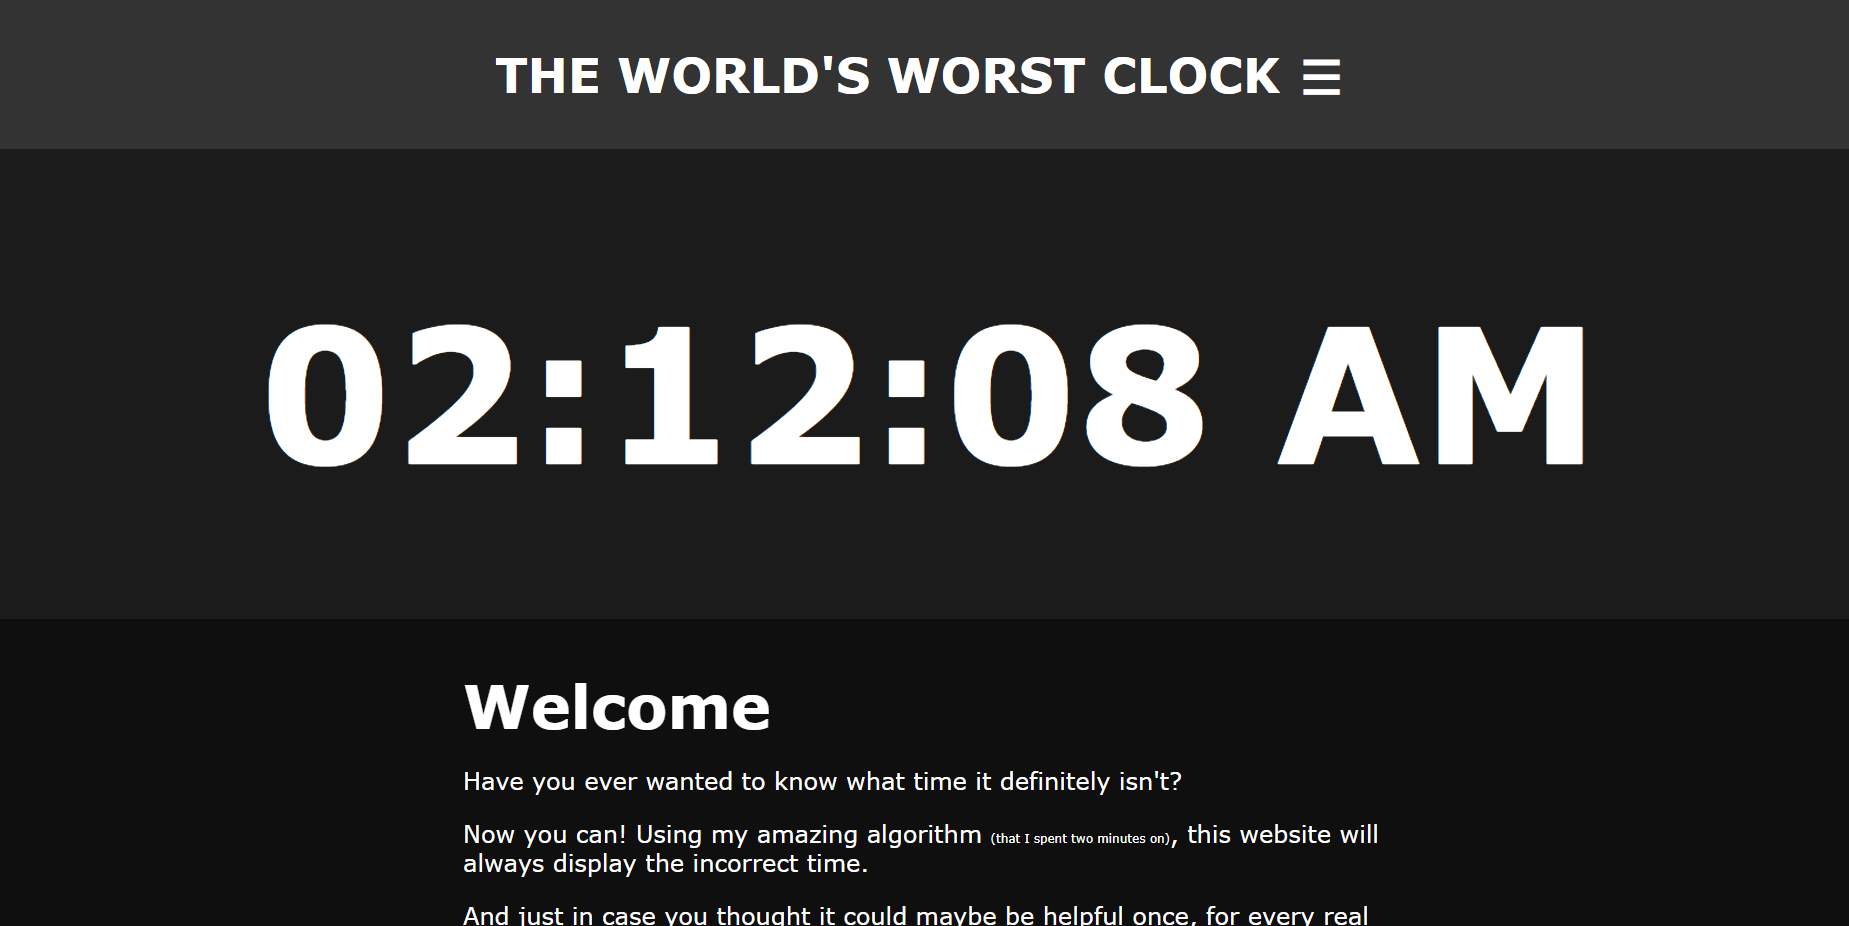 THE WORLD'S WORST CLOCK ☰
02:12:08 AM
Welcome
Have you ever wanted to know what time it definitely isn't?
Now you can! Using my amazing algorithm (that I spent two minutes on), this website will
always display the incorrect time.
And just in case you thought it could maybe be helpful once, for every real